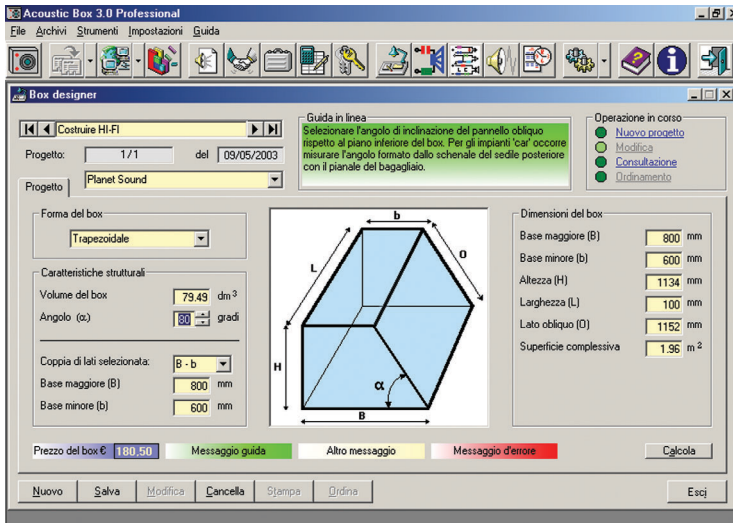 Acoustic Box 3.0 Professional
File Archivi Strumenti Impostazioni Guida
Box designer
Costruire HI-FI
Progetto: 1/1 del 09/05/2003
Planet Sound
Progetto
Guida in linea
Selezionare l'angolo di inclinazione del pannello obliquo
rispetto al piano inferiore del box. Per gli impianti 'car' occorre
misurare l'angolo formato dallo schenale del sedile posteriore
con il pianale del bagagliaio.
Operazione in corso
Nuovo progetto
Modifica
Consultazione
Ordinamento
Forma del box
Trapezoidale
Caratteristiche strutturali
Volume del box 79.49 dm³
Angolo (α) 80 gradi
Coppia di lati selezionata: B - b
Base maggiore (B) 800 mm
Base minore (b) 600 mm
b
L
O
H
α
B
Dimensioni del box
Base maggiore (B) 800 mm
Base minore (b) 600 mm
Altezza (H) 1134 mm
Larghezza (L) 100 mm
Lato obliquo (O) 1152 mm
Superficie complessiva 1.96 m²
Prezzo del box € 180,50 Messaggio guida Altro messaggio Messaggio d'errore Calcola
Nuovo Salva Modifica Cancella Stampa Ordina Esci